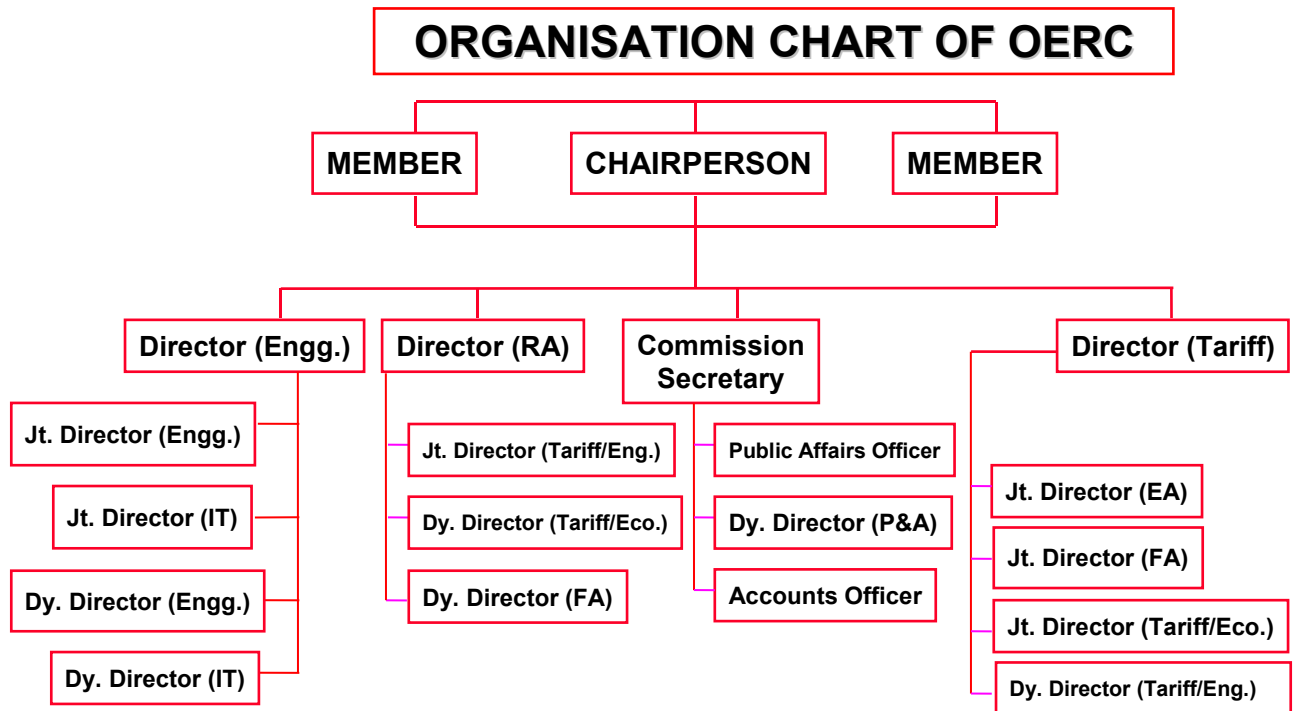 ORGANISATION CHART OF OERC
MEMBER
CHAIRPERSON
MEMBER
Director (Engg.)
Director (RA)
Commission
Secretary
Director (Tariff)
Jt. Director (Engg.)
Jt. Director (IT)
Dy. Director (Engg.)
Dy. Director (IT)
Jt. Director (Tariff/Eng.)
Dy. Director (Tariff/Eco.)
Dy. Director (FA)
Public Affairs Officer
Dy. Director (P&A)
Accounts Officer
Jt. Director (EA)
Jt. Director (FA)
Jt. Director (Tariff/Eco.)
Dy. Director (Tariff/Eng.)